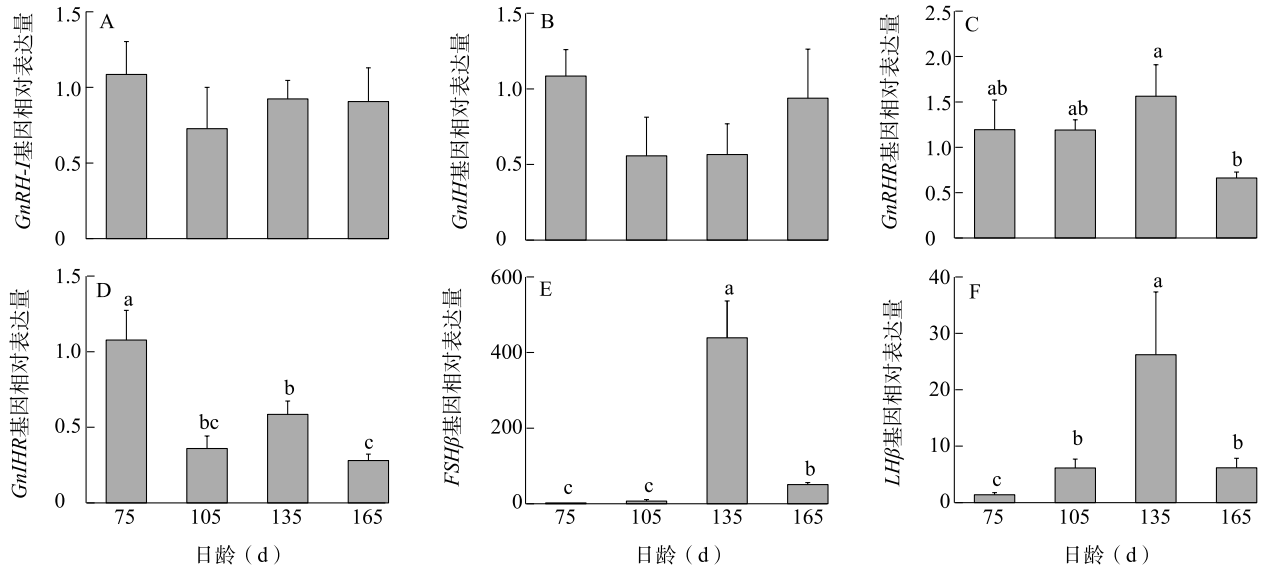 A
GnRH-I基因相对表达量
1.5
1.0
0.5
0
B
GnIH基因相对表达量
1.5
1.0
0.5
0
C
GnRHR基因相对表达量
2.5
2.0
1.5
1.0
0.5
0
ab
ab
a
b
D
GnIHR基因相对表达量
1.5
1.0
0.5
0
a
bc
b
c
75 105 135 165
日龄（d）
E
FSHβ基因相对表达量
600
400
200
0
c
c
a
b
75 105 135 165
日龄（d）
F
LHβ基因相对表达量
40
30
20
10
0
c
b
a
b
75 105 135 165
日龄（d）